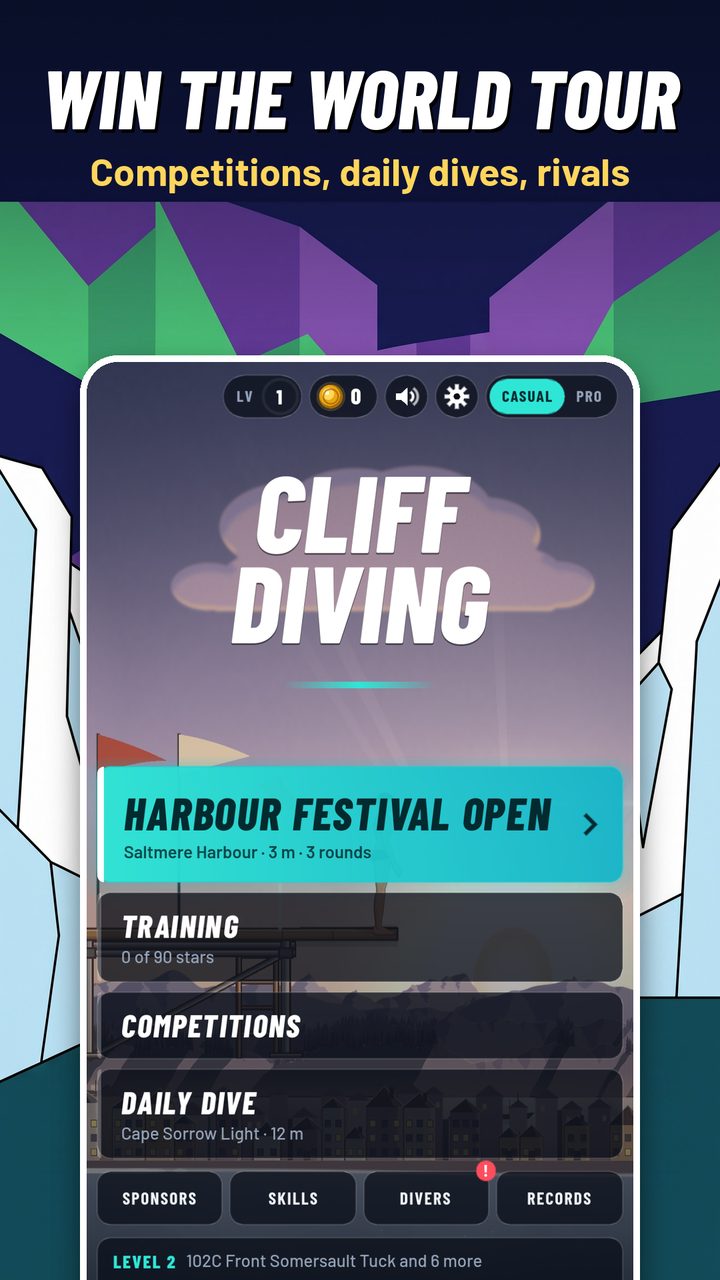 WIN THE WORLD TOUR
Competitions, daily dives, rivals
LV 1 0 CASUAL PRO
CLIFF
DIVING
HARBOUR FESTIVAL OPEN
Saltmere Harbour · 3 m · 3 rounds
TRAINING
0 of 90 stars
COMPETITIONS
DAILY DIVE
Cape Sorrow Light · 12 m
!
SPONSORS SKILLS DIVERS RECORDS
LEVEL 2 102C Front Somersault Tuck and 6 more